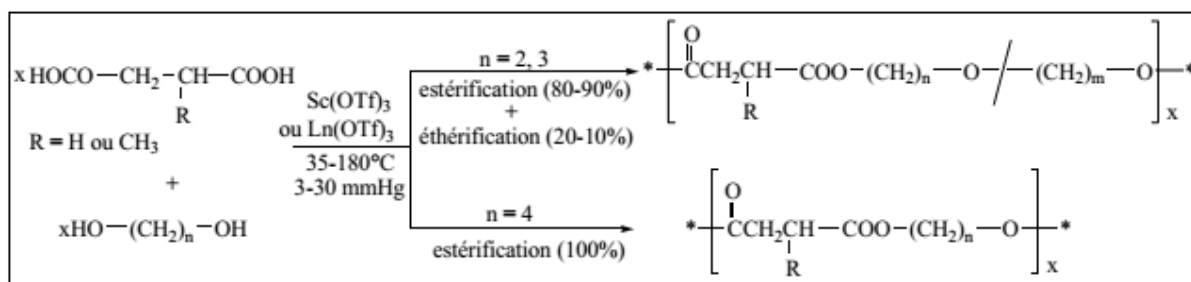 xHOCO—CH₂—CH—COOH
R
R = H ou CH₃
+
xHO—(CH₂)ₙ—OH
Sc(OTf)₃
ou Ln(OTf)₃
35-180°C
3-30 mmHg
n = 2, 3
estérification (80-90%)
+
éthérification (20-10%)
n = 4
estérification (100%)
O
* CCH₂CH—COO—(CH₂)ₙ—O / (CH₂)ₘ—O—*
R
x
O
* CCH₂CH—COO—(CH₂)ₙ—O—*
R
x